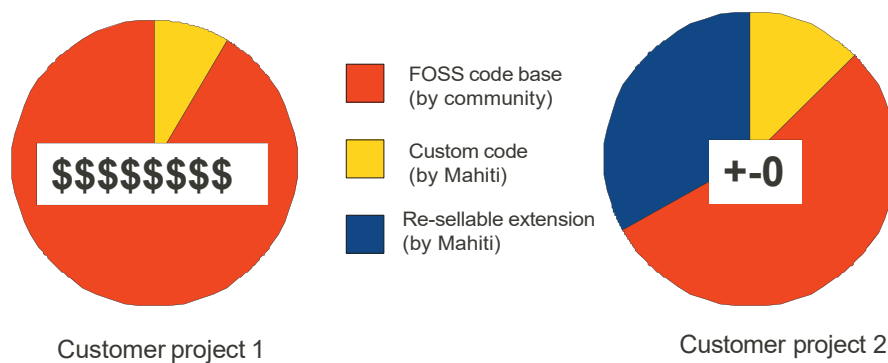 $$$$$$$$
FOSS code base
(by community)
Custom code
(by Mahiti)
Re-sellable extension
(by Mahiti)
+-0
Customer project 1
Customer project 2